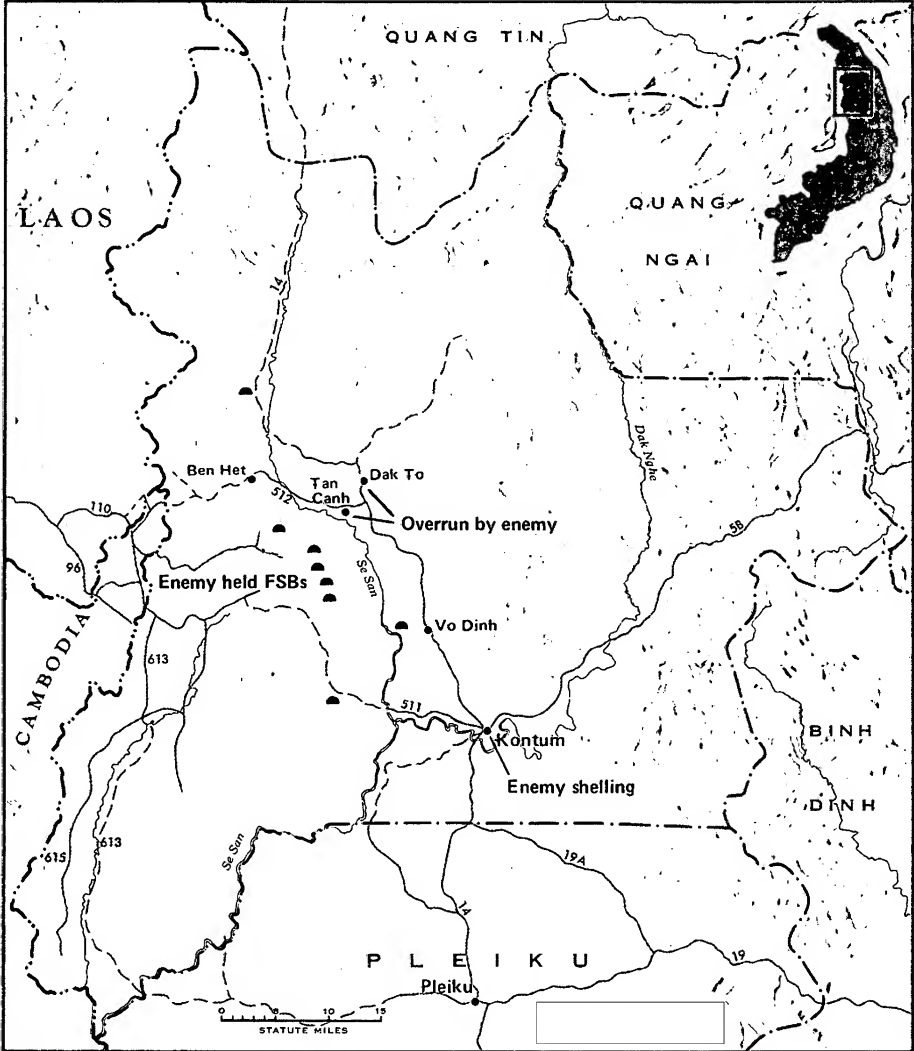 QUANG TIN
LAOS
QUANG
NGAI
14
Ben Het
512
Tan
Canh
Dak To
Overrun by enemy
Dak Nghe
5B
110
96
Enemy held FSBs
Se San
Vo Dinh
CAMBODIA
613
511
Kontum
Enemy shelling
BINH
DINH
615
613
Se San
19A
14
PLEIKU
19
Pleiku
0 5 15
STATUTE MILES